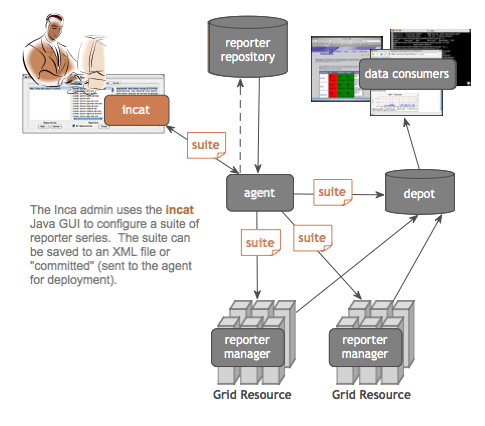 reporter
repository
data consumers
incat
suite
agent
suite
depot
suite
suite
The Inca admin uses the incat
Java GUI to configure a suite of
reporter series. The suite can
be saved to an XML file or
"committed" (sent to the agent
for deployment).
reporter
manager
reporter
manager
Grid Resource
Grid Resource